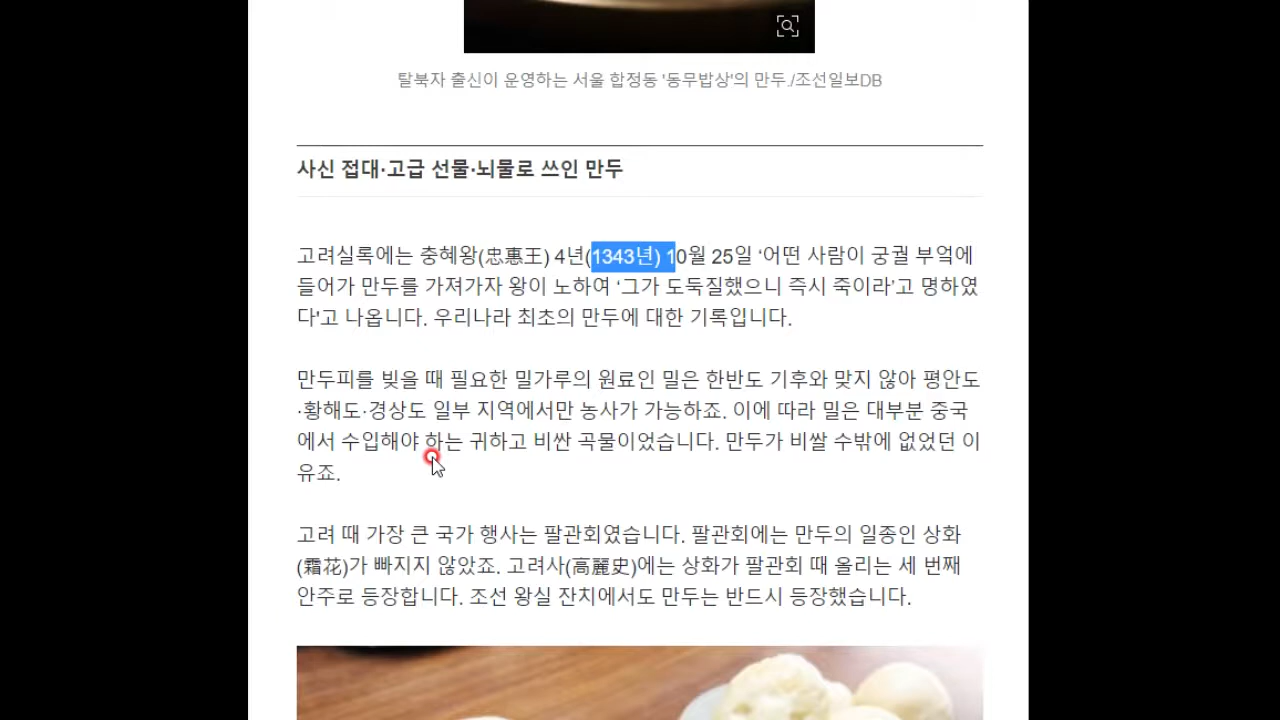 탈북자 출신이 운영하는 서울 합정동 '동무밥상'의 만두./조선일보DB
사신 접대·고급 선물·뇌물로 쓰인 만두
고려실록에는 충혜왕(忠惠王) 4년(1343년) 10월 25일 ‘어떤 사람이 궁궐 부엌에
들어가 만두를 가져가자 왕이 노하여 ‘그가 도둑질했으니 즉시 죽이라’고 명하였
다'고 나옵니다. 우리나라 최초의 만두에 대한 기록입니다.
만두피를 빚을 때 필요한 밀가루의 원료인 밀은 한반도 기후와 맞지 않아 평안도
·황해도·경상도 일부 지역에서만 농사가 가능하죠. 이에 따라 밀은 대부분 중국
에서 수입해야 하는 귀하고 비싼 곡물이었습니다. 만두가 비쌀 수밖에 없었던 이
유죠.
고려 때 가장 큰 국가 행사는 팔관회였습니다. 팔관회에는 만두의 일종인 상화
(霜花)가 빠지지 않았죠. 고려사(高麗史)에는 상화가 팔관회 때 올리는 세 번째
안주로 등장합니다. 조선 왕실 잔치에서도 만두는 반드시 등장했습니다.